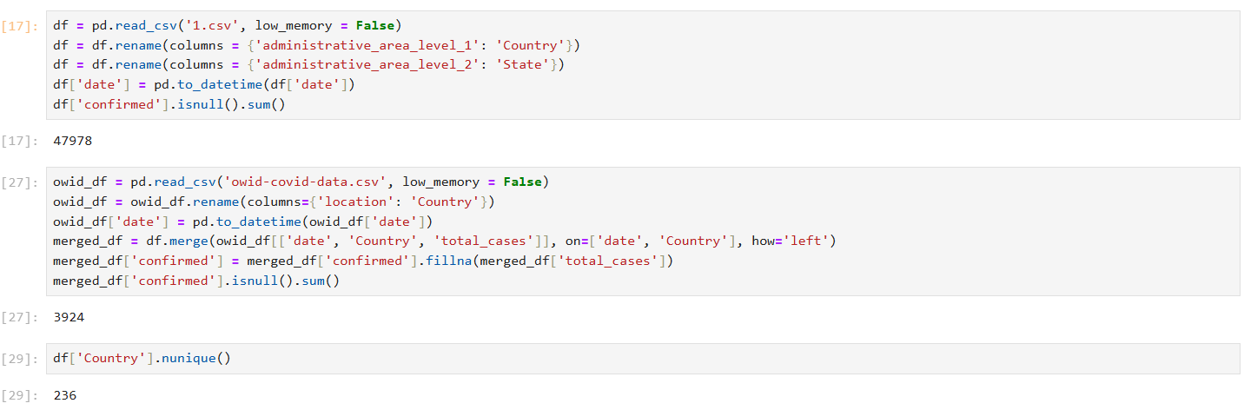 [17]: df = pd.read_csv('1.csv', low_memory = False)
df = df.rename(columns = {'administrative_area_level_1': 'Country'})
df = df.rename(columns = {'administrative_area_level_2': 'State'})
df['date'] = pd.to_datetime(df['date'])
df['confirmed'].isnull().sum()
[17]: 47978
[27]: owid_df = pd.read_csv('owid-covid-data.csv', low_memory = False)
owid_df = owid_df.rename(columns={'location': 'Country'})
owid_df['date'] = pd.to_datetime(owid_df['date'])
merged_df = df.merge(owid_df[['date', 'Country', 'total_cases']], on=['date', 'Country'], how='left')
merged_df['confirmed'] = merged_df['confirmed'].fillna(merged_df['total_cases'])
merged_df['confirmed'].isnull().sum()
[27]: 3924
[29]: df['Country'].nunique()
[29]: 236